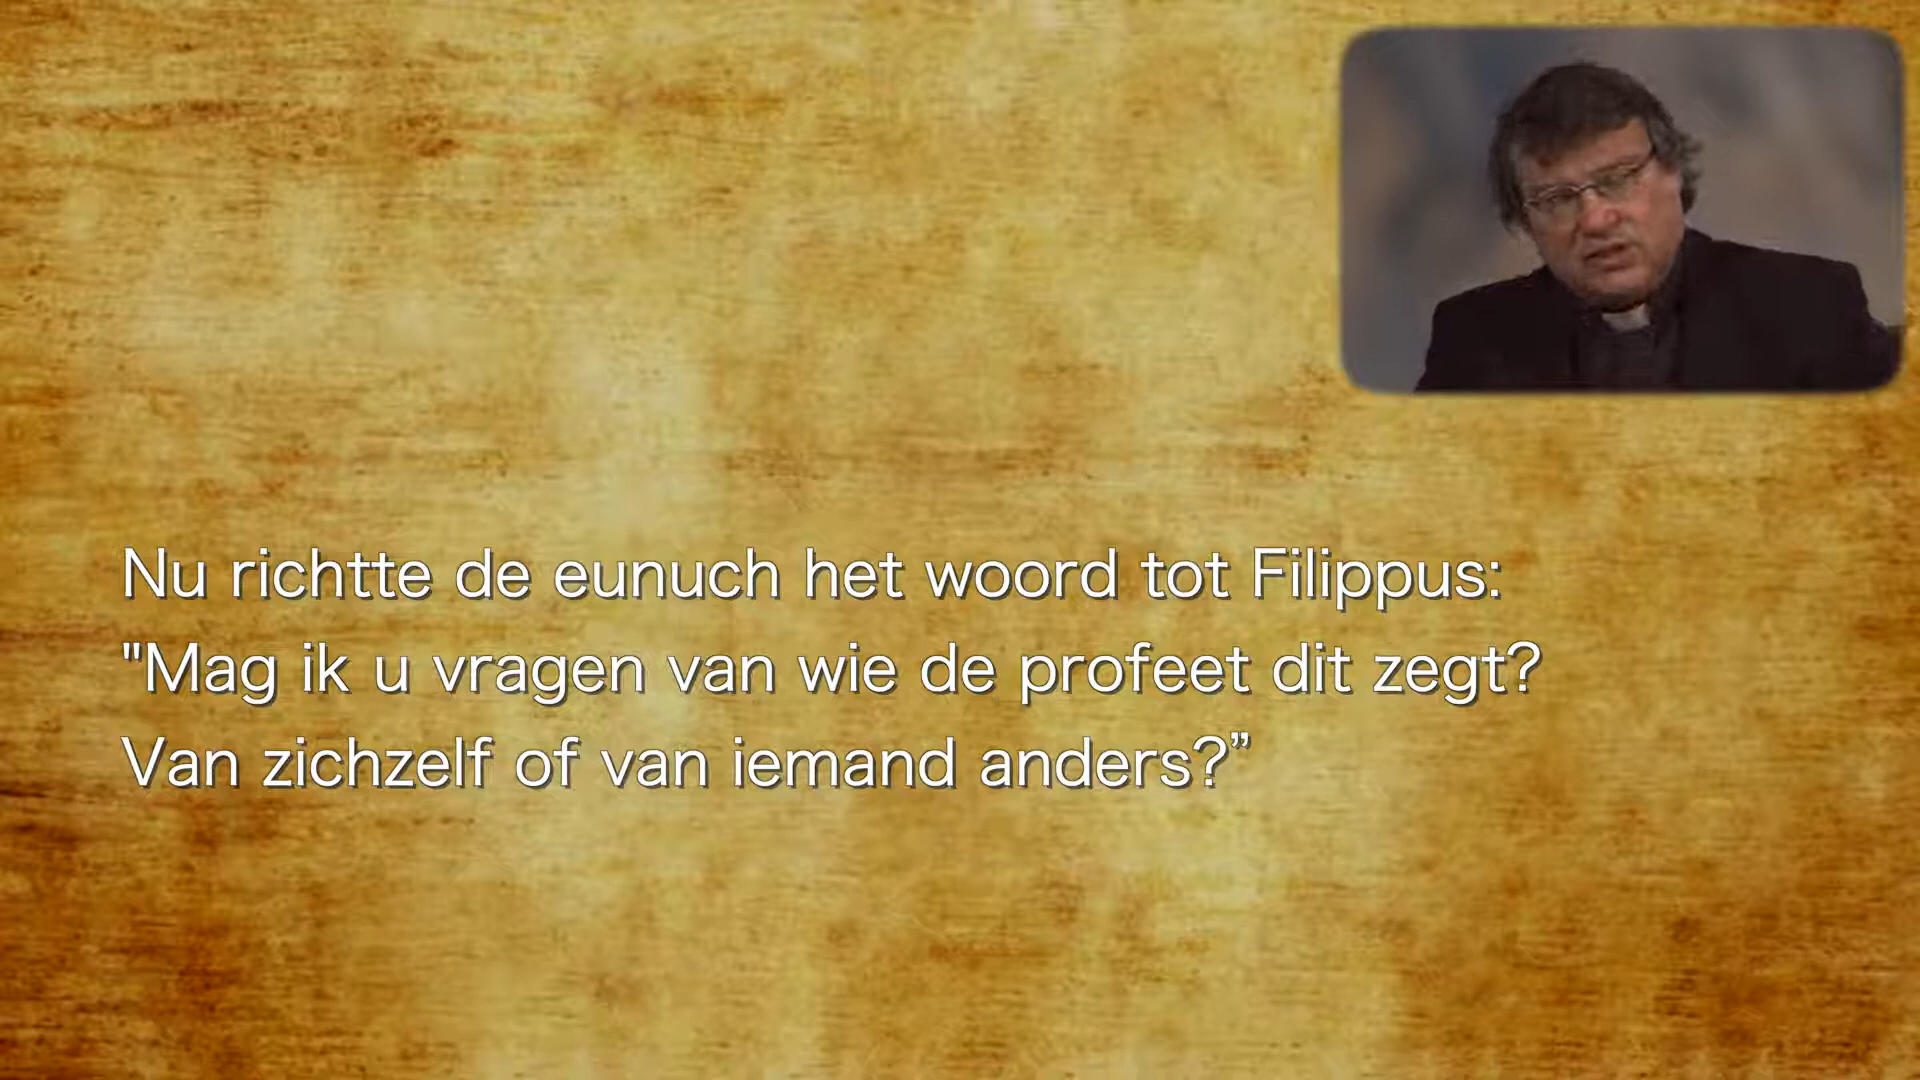 Nu richtte de eunuch het woord tot Filippus:
"Mag ik u vragen van wie de profeet dit zegt?
Van zichzelf of van iemand anders?”